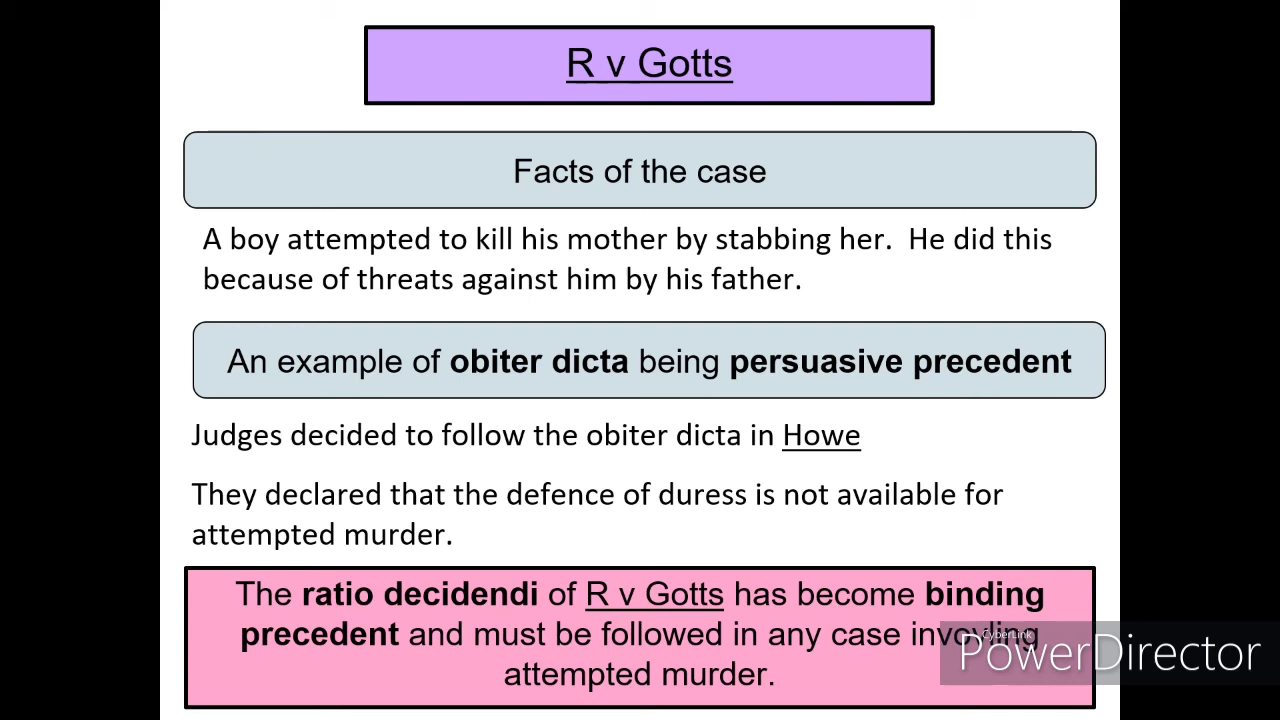 R v Gotts
Facts of the case
A boy attempted to kill his mother by stabbing her. He did this
because of threats against him by his father.
An example of obiter dicta being persuasive precedent
Judges decided to follow the obiter dicta in Howe
They declared that the defence of duress is not available for
attempted murder.
The ratio decidendi of R v Gotts has become binding
precedent and must be followed in any case invovling
attempted murder.
CyberLink
PowerDirector